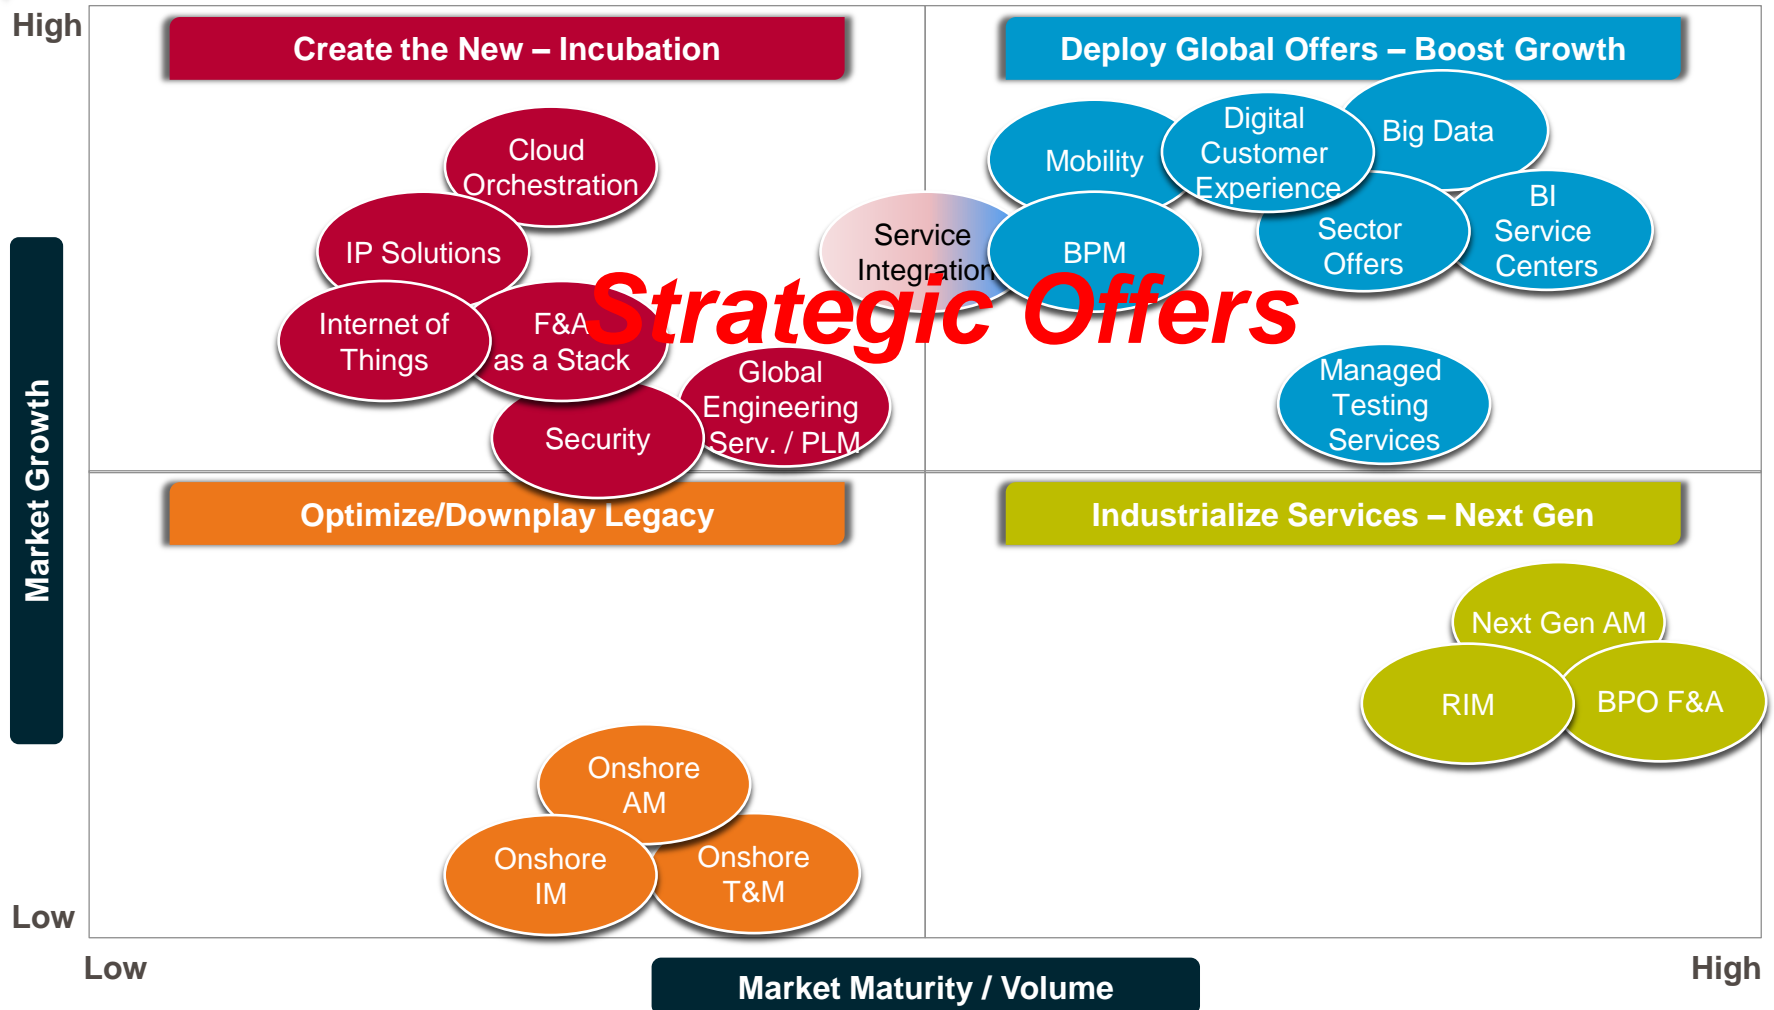 High
Create the New – Incubation
Deploy Global Offers – Boost Growth
Cloud
Orchestration
IP Solutions
Internet of
Things
F&A
as a Stack
Security
Global
Engineering
Serv. / PLM
Service
Integration
Mobility
BPM
Digital
Customer
Experience
Big Data
Sector
Offers
BI
Service
Centers
Managed
Testing
Services
Strategic Offers
Market Growth
Optimize/Downplay Legacy
Industrialize Services – Next Gen
Onshore
AM
Onshore
IM
Onshore
T&M
Next Gen AM
RIM
BPO F&A
Low
Low
Market Maturity / Volume
High